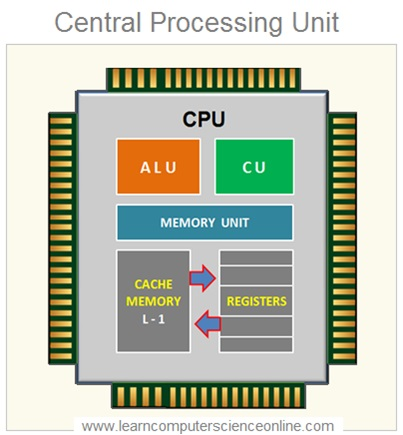 Central Processing Unit
CPU
A L U
C U
MEMORY UNIT
CACHE
MEMORY
L - 1
REGISTERS
www.learncomputerscienceonline.com